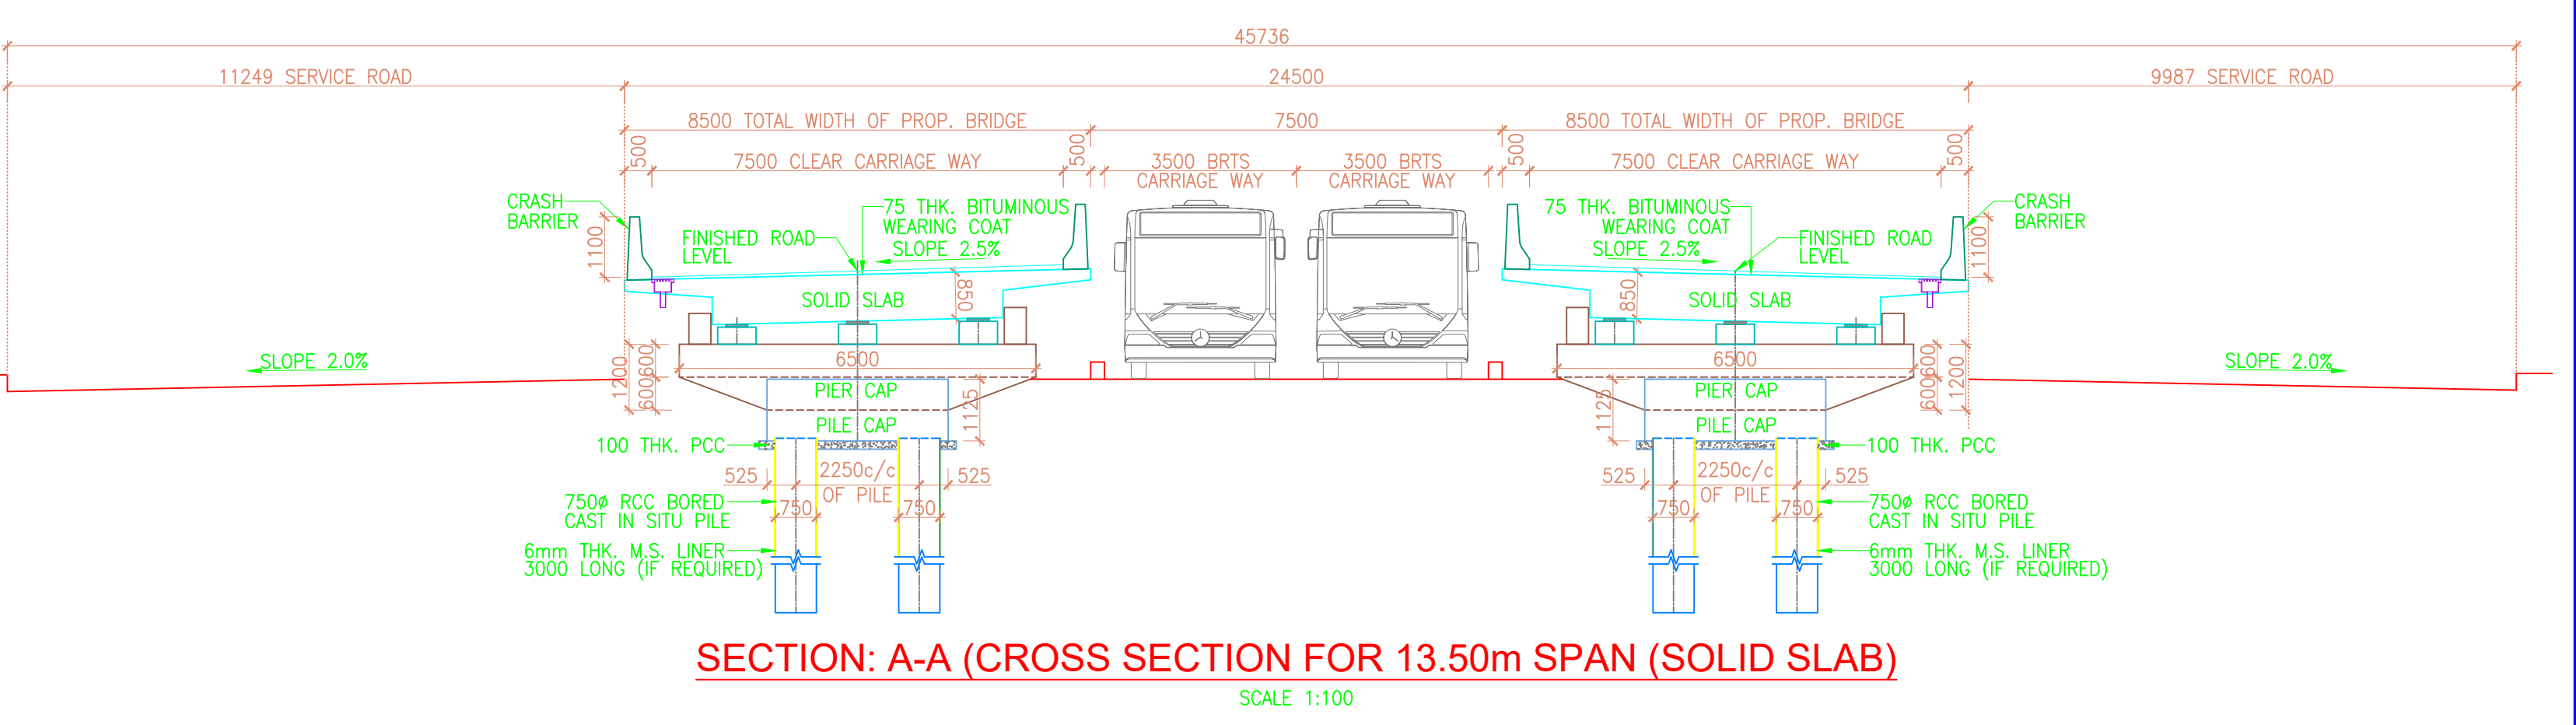 45736
11249 SERVICE ROAD
24500
9987 SERVICE ROAD
8500 TOTAL WIDTH OF PROP. BRIDGE
7500
8500 TOTAL WIDTH OF PROP. BRIDGE
500
7500 CLEAR CARRIAGE WAY
500
3500 BRTS
CARRIAGE WAY
3500 BRTS
CARRIAGE WAY
500
7500 CLEAR CARRIAGE WAY
500
CRASH
BARRIER
1100
FINISHED ROAD
LEVEL
75 THK. BITUMINOUS
WEARING COAT
SLOPE 2.5%
SOLID SLAB
850
75 THK. BITUMINOUS
WEARING COAT
SLOPE 2.5%
FINISHED ROAD
LEVEL
CRASH
BARRIER
1100
850
SOLID SLAB
SLOPE 2.0%
1200
600
600
6500
PIER CAP
PILE CAP
1125
6500
PIER CAP
PILE CAP
1125
600
600
1200
SLOPE 2.0%
100 THK. PCC
525
2250c/c
OF PILE
525
750ø RCC BORED
CAST IN SITU PILE
750
750
6mm THK. M.S. LINER
3000 LONG (IF REQUIRED)
100 THK. PCC
525
2250c/c
OF PILE
525
750
750
750ø RCC BORED
CAST IN SITU PILE
6mm THK. M.S. LINER
3000 LONG (IF REQUIRED)
SECTION: A-A (CROSS SECTION FOR 13.50m SPAN (SOLID SLAB)
SCALE 1:100